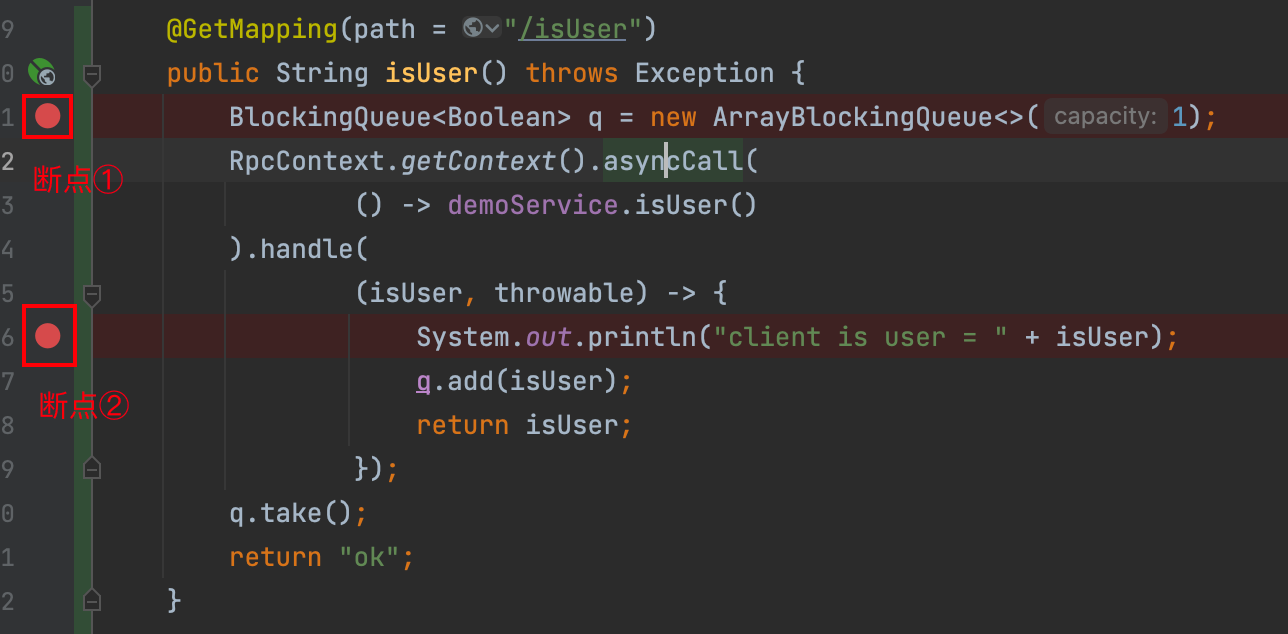 9 @GetMapping(path = "/isUser")
0 public String isUser() throws Exception {
1 BlockingQueue<Boolean> q = new ArrayBlockingQueue<>( capacity: 1);
2 RpcContext.getContext().asyncCall(
断点①
3 () -> demoService.isUser()
4 ).handle(
5 (isUser, throwable) -> {
6 System.out.println("client is user = " + isUser);
7 q.add(isUser);
断点②
8 return isUser;
9 });
0 q.take();
1 return "ok";
2 }